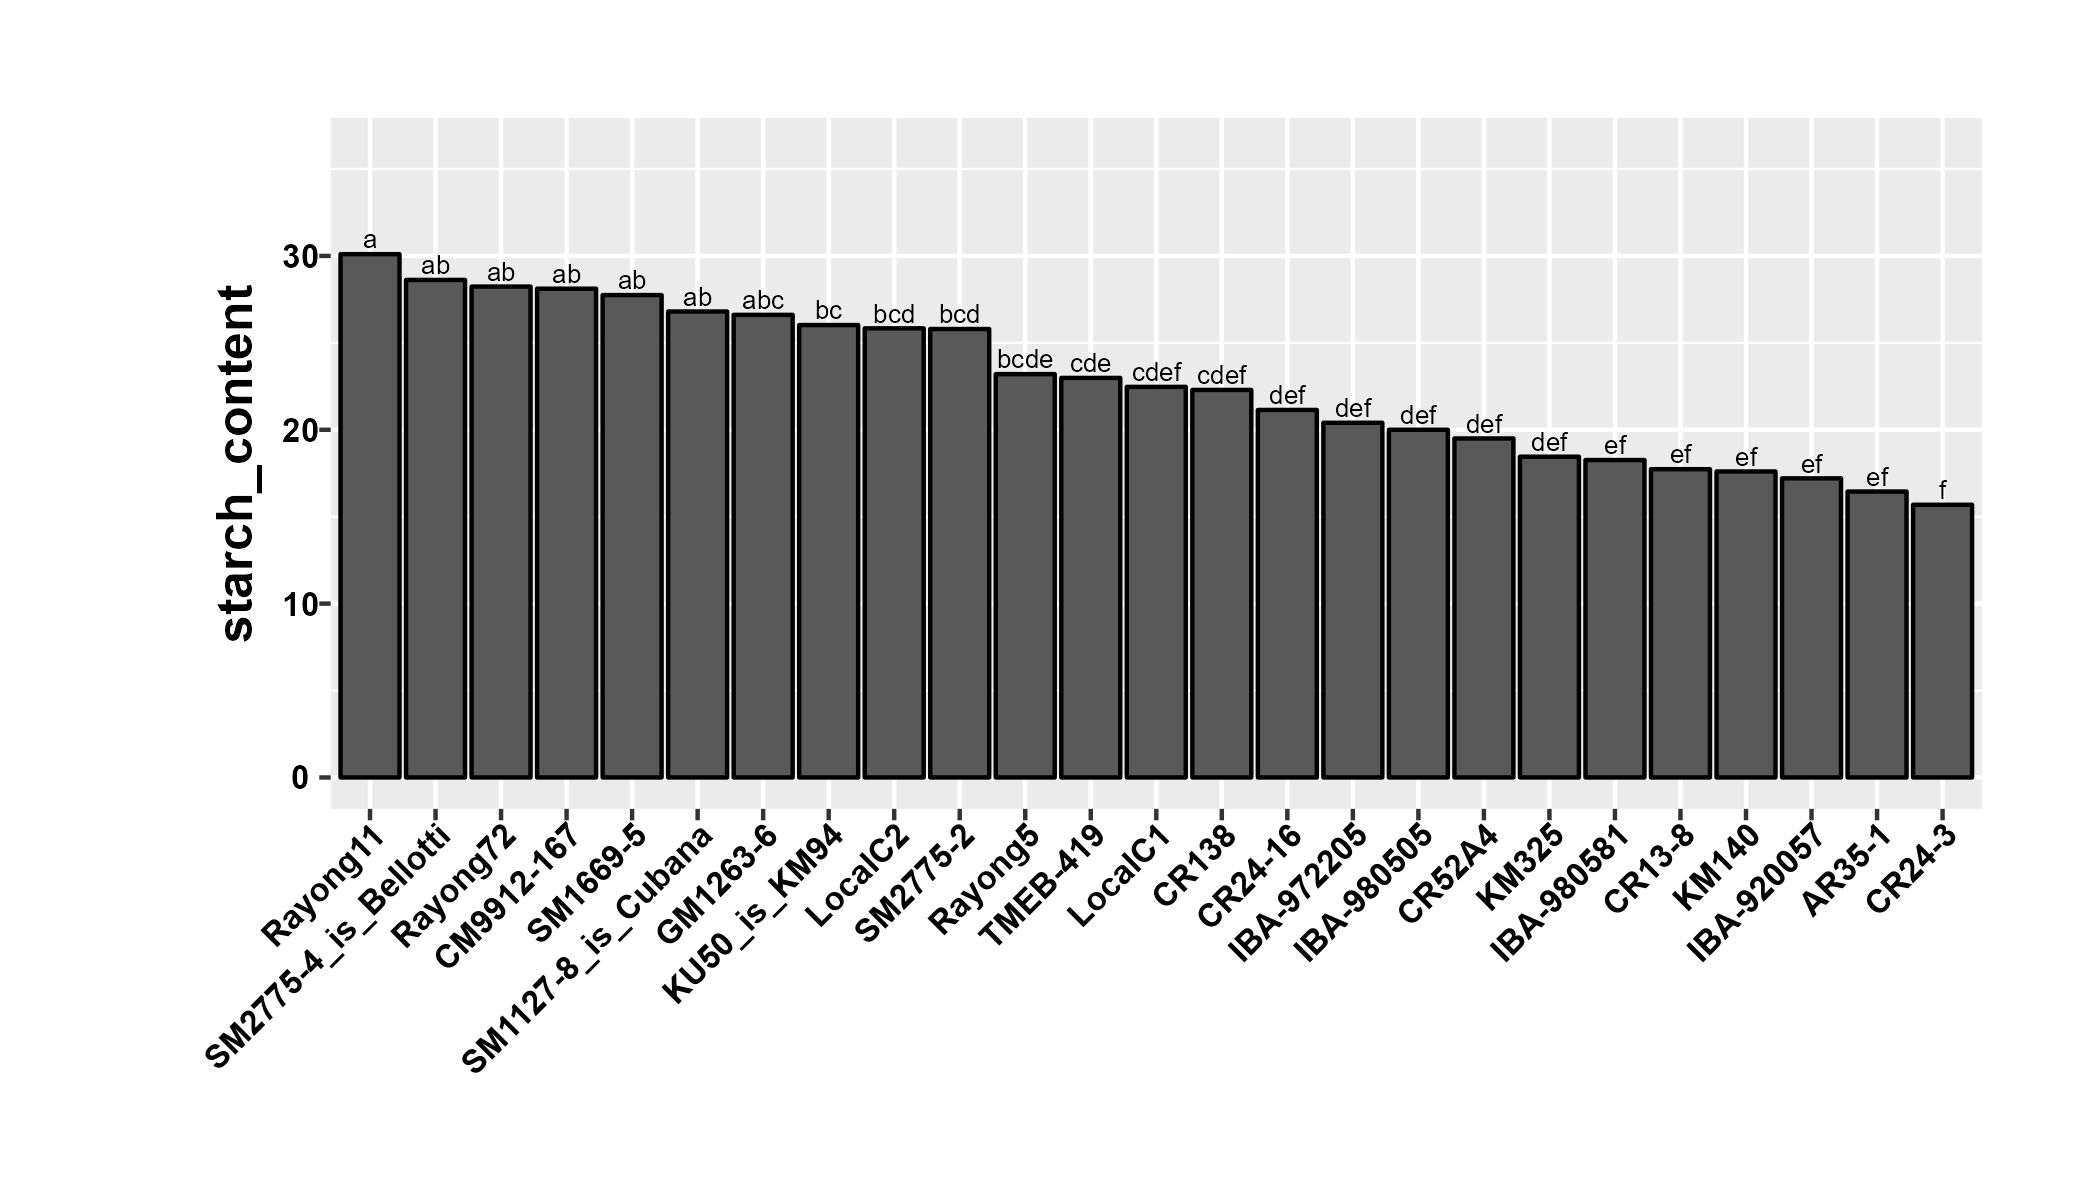 starch_content
30
20
10
0
a
ab
ab
ab
ab
ab
abc
bc
bcd
bcd
bcde
cde
cdef
cdef
def
def
def
def
def
ef
ef
ef
ef
ef
f
Rayong11
SM2775-4_is_Bellotti
Rayong72
CM9912-167
SM1669-5
SM1127-8_is_Cubana
GM1263-6
KU50_is_KM94
LocalC2
SM2775-2
Rayong5
TMEB-419
LocalC1
CR138
CR24-16
IBA-972205
IBA-980505
CR52A4
KM325
IBA-980581
CR13-8
KM140
IBA-920057
AR35-1
CR24-3